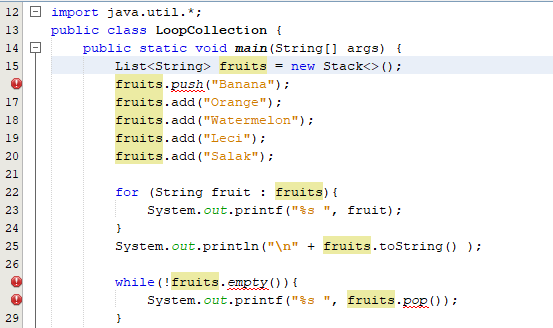 12 import java.util.*;
13 public class LoopCollection {
14 public static void main(String[] args) {
15 List<String> fruits = new Stack<>();
fruits.push("Banana");
17 fruits.add("Orange");
18 fruits.add("Watermelon");
19 fruits.add("Leci");
20 fruits.add("Salak");
21
22 for (String fruit : fruits){
23 System.out.printf("%s ", fruit);
24 }
25 System.out.println("\n" + fruits.toString() );
26
while(!fruits.empty()){
System.out.printf("%s ", fruits.pop());
29 }